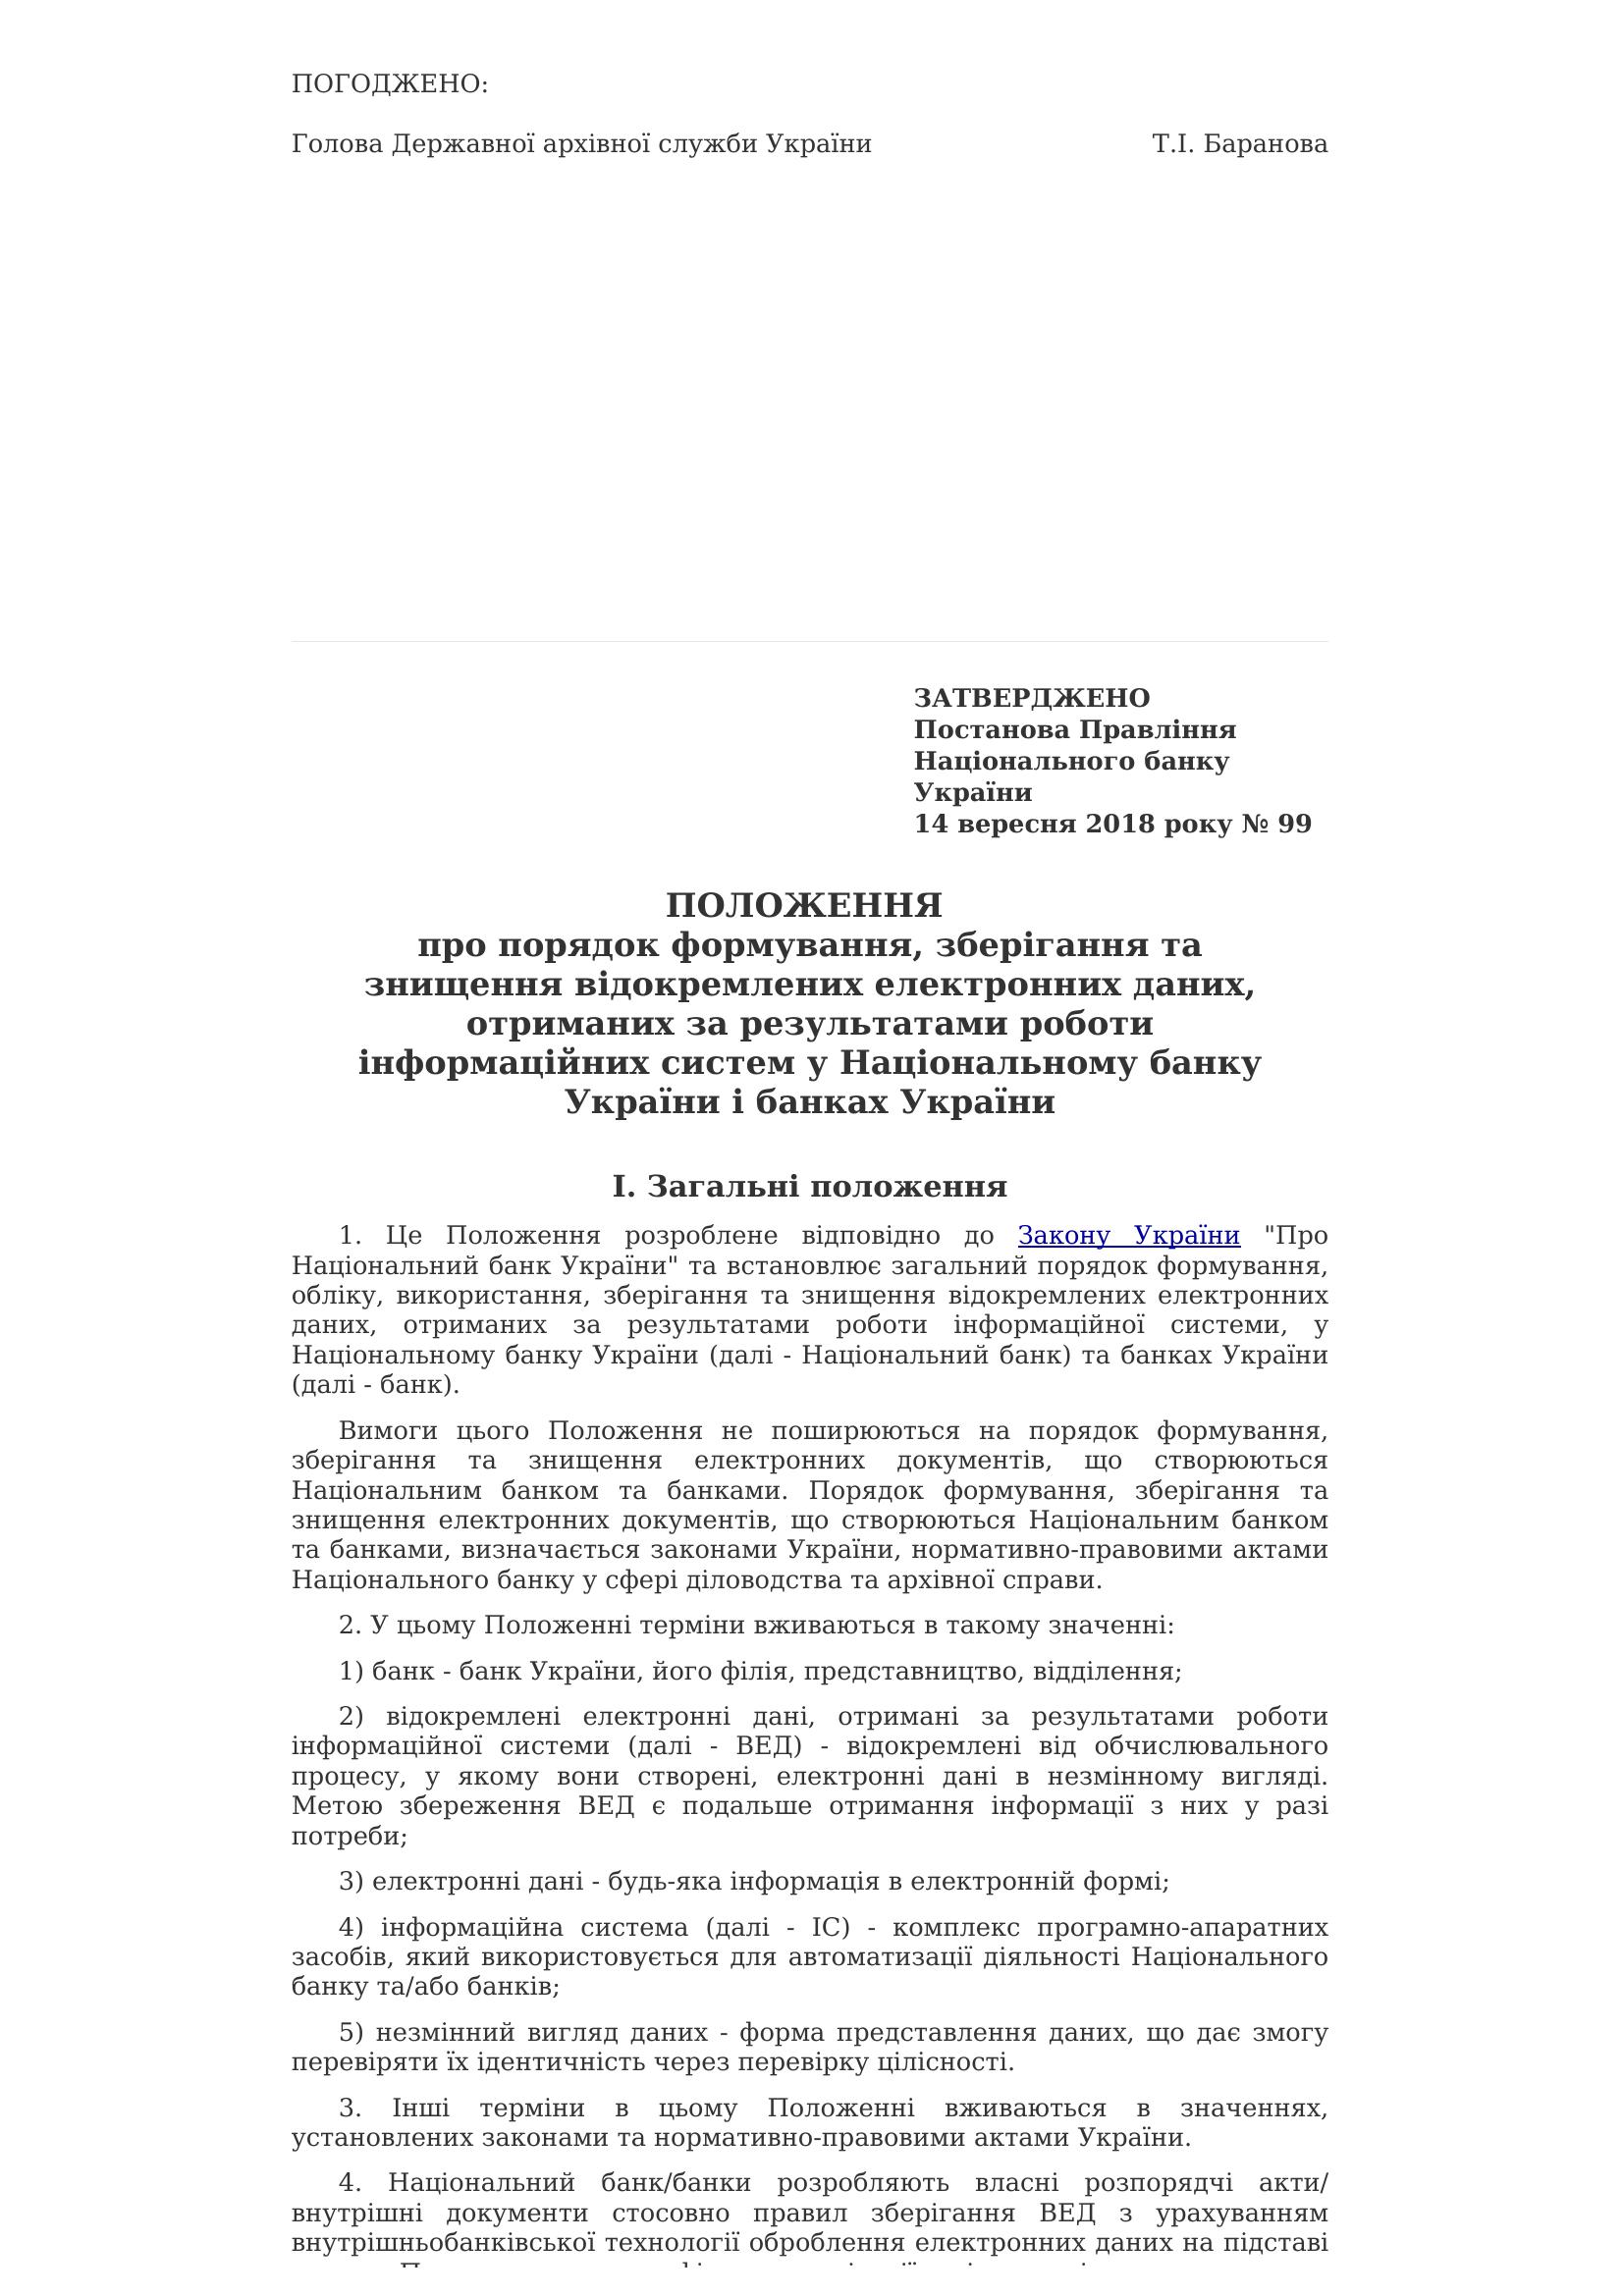 ПОГОДЖЕНО:
Голова Державної архівної служби України Т.І. Баранова
ЗАТВЕРДЖЕНО
Постанова Правління
Національного банку
України
14 вересня 2018 року № 99
ПОЛОЖЕННЯ
про порядок формування, зберігання та
знищення відокремлених електронних даних,
отриманих за результатами роботи
інформаційних систем у Національному банку
України і банках України
I. Загальні положення
1. Це Положення розроблене відповідно до Закону України "Про
Національний банк України" та встановлює загальний порядок формування,
обліку, використання, зберігання та знищення відокремлених електронних
даних, отриманих за результатами роботи інформаційної системи, у
Національному банку України (далі - Національний банк) та банках України
(далі - банк).
Вимоги цього Положення не поширюються на порядок формування,
зберігання та знищення електронних документів, що створюються
Національним банком та банками. Порядок формування, зберігання та
знищення електронних документів, що створюються Національним банком
та банками, визначається законами України, нормативно-правовими актами
Національного банку у сфері діловодства та архівної справи.
2. У цьому Положенні терміни вживаються в такому значенні:
1) банк - банк України, його філія, представництво, відділення;
2) відокремлені електронні дані, отримані за результатами роботи
інформаційної системи (далі - ВЕД) - відокремлені від обчислювального
процесу, у якому вони створені, електронні дані в незмінному вигляді.
Метою збереження ВЕД є подальше отримання інформації з них у разі
потреби;
3) електронні дані - будь-яка інформація в електронній формі;
4) інформаційна система (далі - ІС) - комплекс програмно-апаратних
засобів, який використовується для автоматизації діяльності Національного
банку та/або банків;
5) незмінний вигляд даних - форма представлення даних, що дає змогу
перевіряти їх ідентичність через перевірку цілісності.
3. Інші терміни в цьому Положенні вживаються в значеннях,
установлених законами та нормативно-правовими актами України.
4. Національний банк/банки розробляють власні розпорядчі акти/
внутрішні документи стосовно правил зберігання ВЕД з урахуванням
внутрішньобанківської технології оброблення електронних даних на підставі